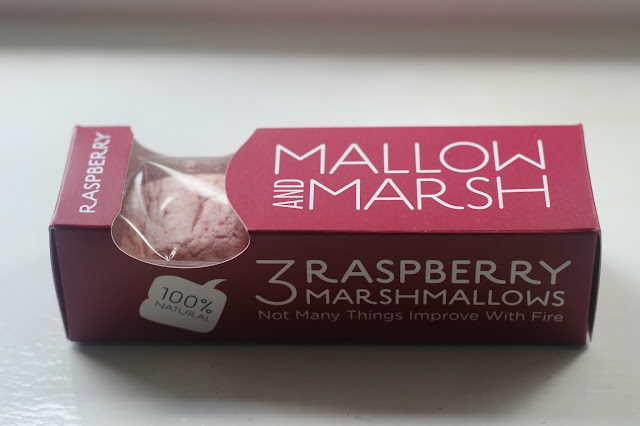 RASPBERRY
MALLOW
AND MARSH
100%
NATURAL
3 RASPBERRY
MARSHMALLOWS
Not Many Things Improve With Fire